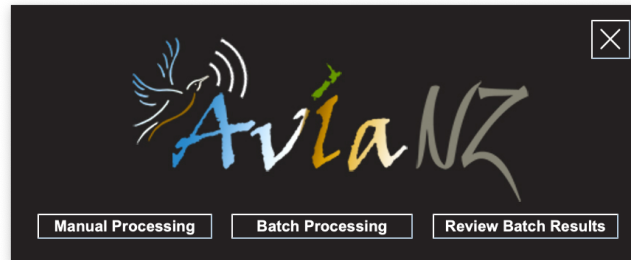 AviaNZ
Manual Processing
Batch Processing
Review Batch Results